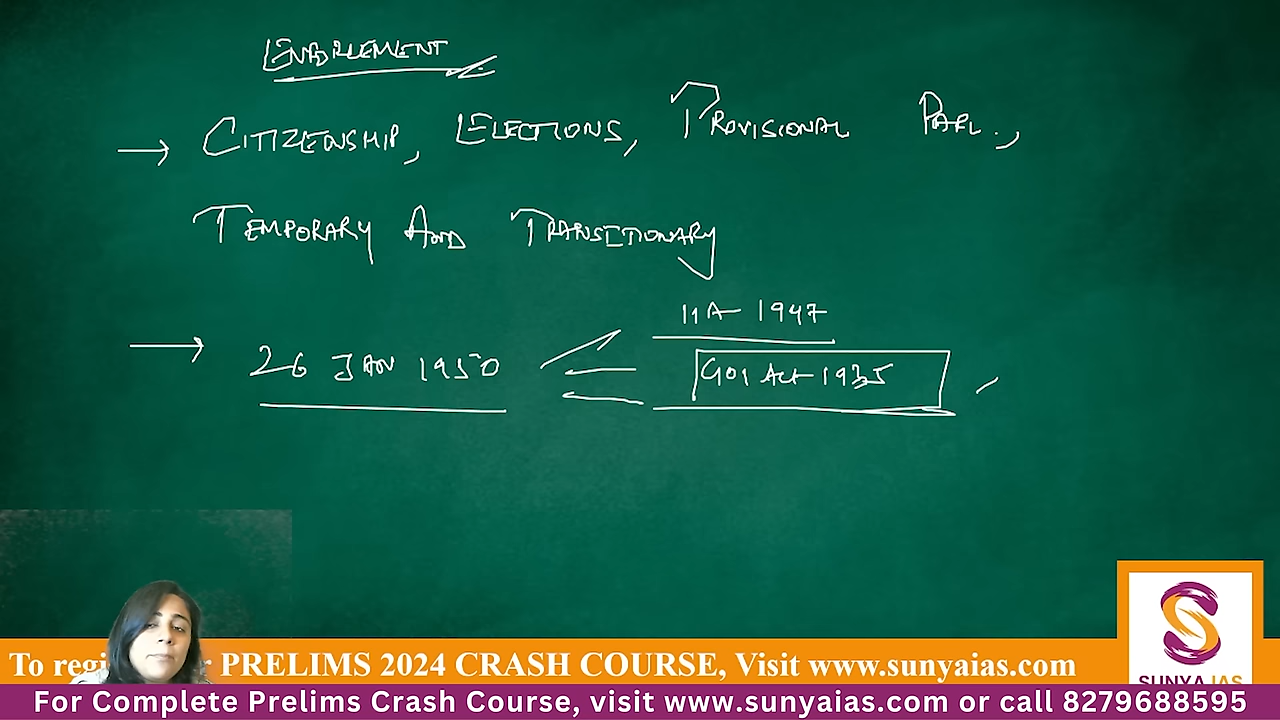 ENFORCEMENT
→ CITIZENSHIP, ELECTIONS, PROVISIONAL PARL.,
TEMPORARY AND TRANSITIONARY
IIA 1947
→ 26 JAN 1950
GOI Act 1935
To regi r PRELIMS 2024 CRASH COURSE, Visit www.sunyaias.com
S
SUNYA IAS
For Complete Prelims Crash Course, visit www.sunyaias.com or call 8279688595